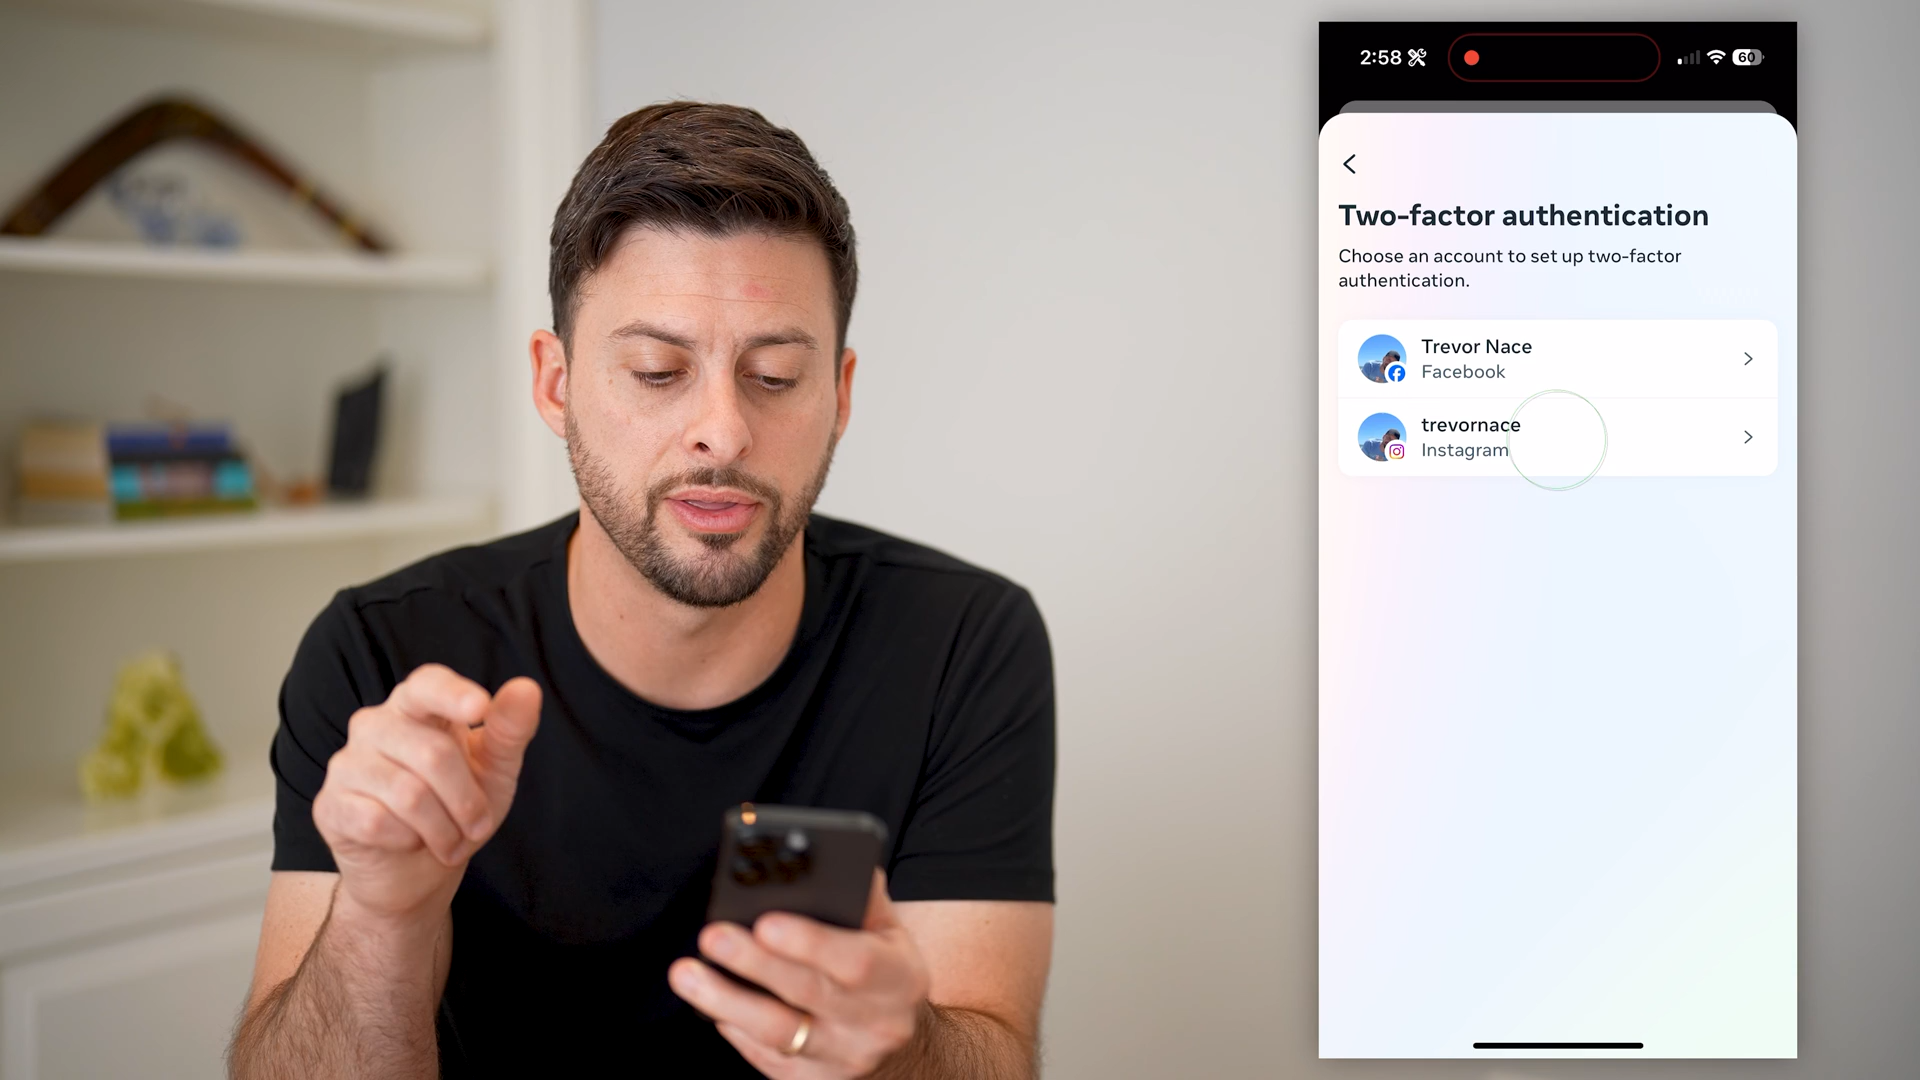 2:58
60
Two-factor authentication
Choose an account to set up two-factor
authentication.
Trevor Nace
Facebook
trevornace
Instagram